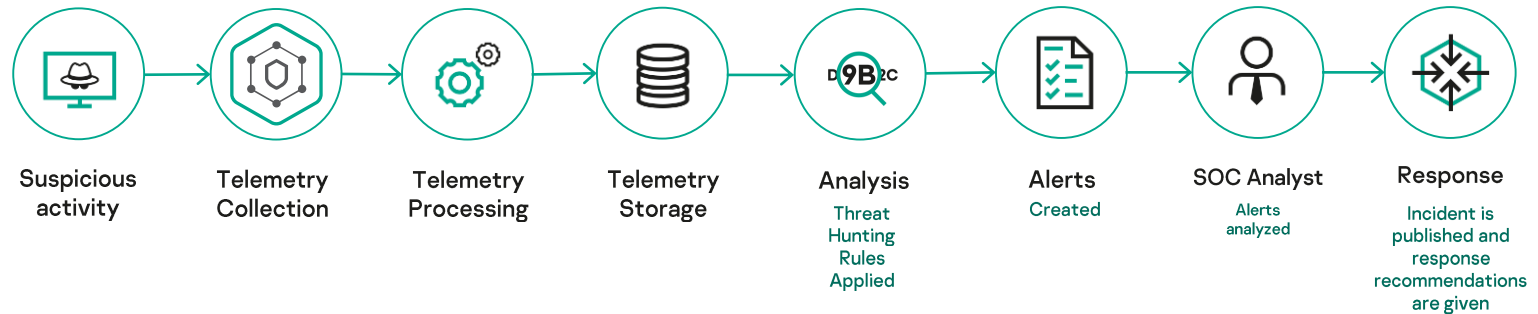 D9B2C
Suspicious
activity
Telemetry
Collection
Telemetry
Processing
Telemetry
Storage
Analysis
Threat
Hunting
Rules
Applied
Alerts
Created
SOC Analyst
Alerts
analyzed
Response
Incident is
published and
response
recommendations
are given